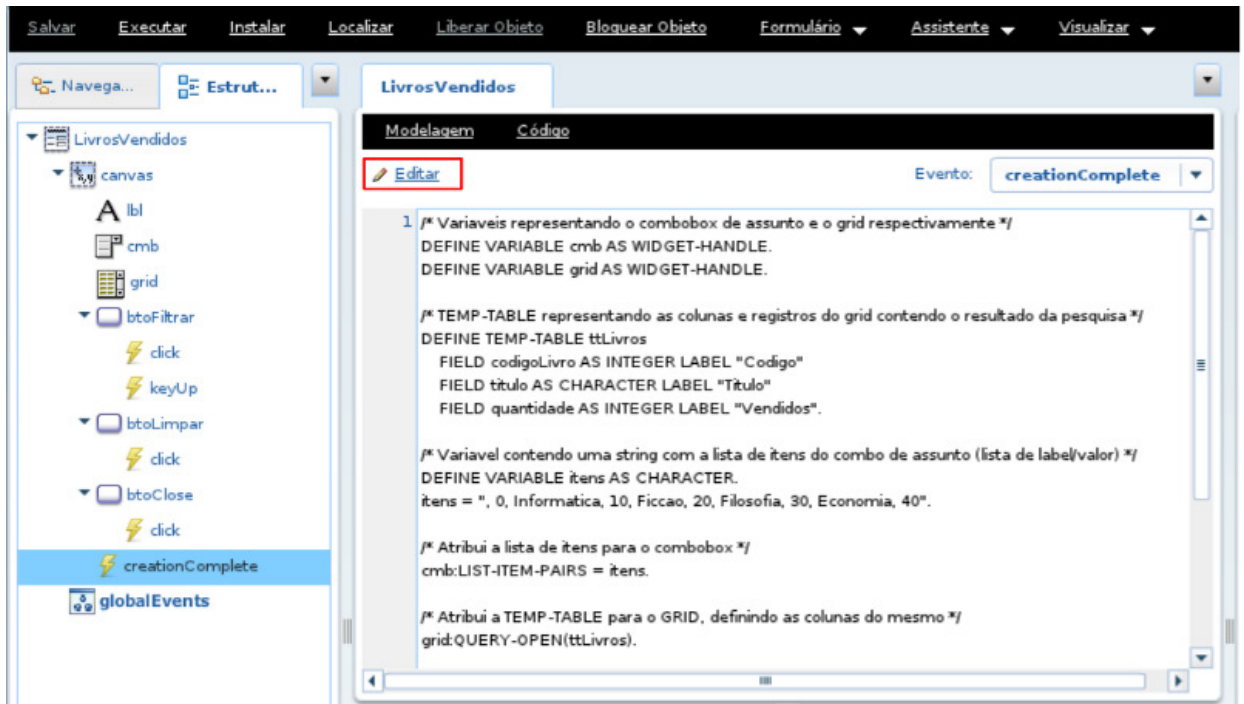 Salvar Executar Instalar Localizar Liberar Objeto Bloquear Objeto Formulário Assistente Visualizar
Navega... Estrut...
LivrosVendidos
canvas
lbl
cmb
grid
btoFiltrar
click
keyUp
btoLimpar
click
btoClose
click
creationComplete
globalEvents
LivrosVendidos
Modelagem Código
Editar Evento: creationComplete
1 /* Variaveis representando o combobox de assunto e o grid respectivamente */
DEFINE VARIABLE cmb AS WIDGET-HANDLE.
DEFINE VARIABLE grid AS WIDGET-HANDLE.
/* TEMP-TABLE representando as colunas e registros do grid contendo o resultado da pesquisa */
DEFINE TEMP-TABLE ttLivros
FIELD codigoLivro AS INTEGER LABEL "Codigo"
FIELD titulo AS CHARACTER LABEL "Titulo"
FIELD quantidade AS INTEGER LABEL "Vendidos".
/* Variavel contendo uma string com a lista de itens do combo de assunto (lista de label/valor) */
DEFINE VARIABLE itens AS CHARACTER.
itens = ", 0, Informatica, 10, Ficcao, 20, Filosofia, 30, Economia, 40".
/* Atribui a lista de itens para o combobox */
cmb:LIST-ITEM-PAIRS = itens.
/* Atribui a TEMP-TABLE para o GRID, definindo as colunas do mesmo */
grid:QUERY-OPEN(ttLivros).